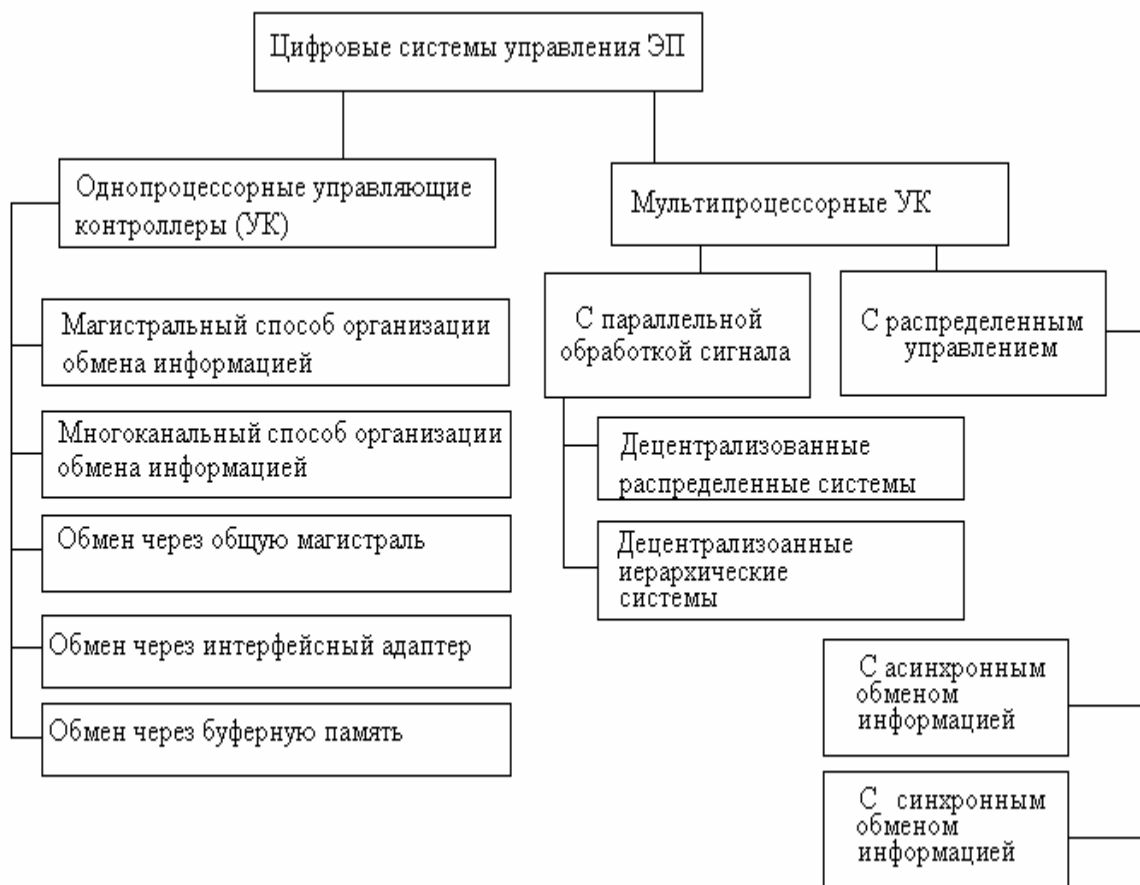 Цифровые системы управления ЭП
Однопроцессорные управляющие
контроллеры (УК)
Мультипроцессорные УК
Магистральный способ организации
обмена информацией
Многоканальный способ организации
обмена информацией
Обмен через общую магистраль
Обмен через интерфейсный адаптер
Обмен через буферную память
С параллельной
обработкой сигнала
С распределенным
управлением
Децентрализованные
распределенные системы
Децентрализоанные
иерархические
системы
С асинхронным
обменом
информацией
С синхронным
обменом
информацией